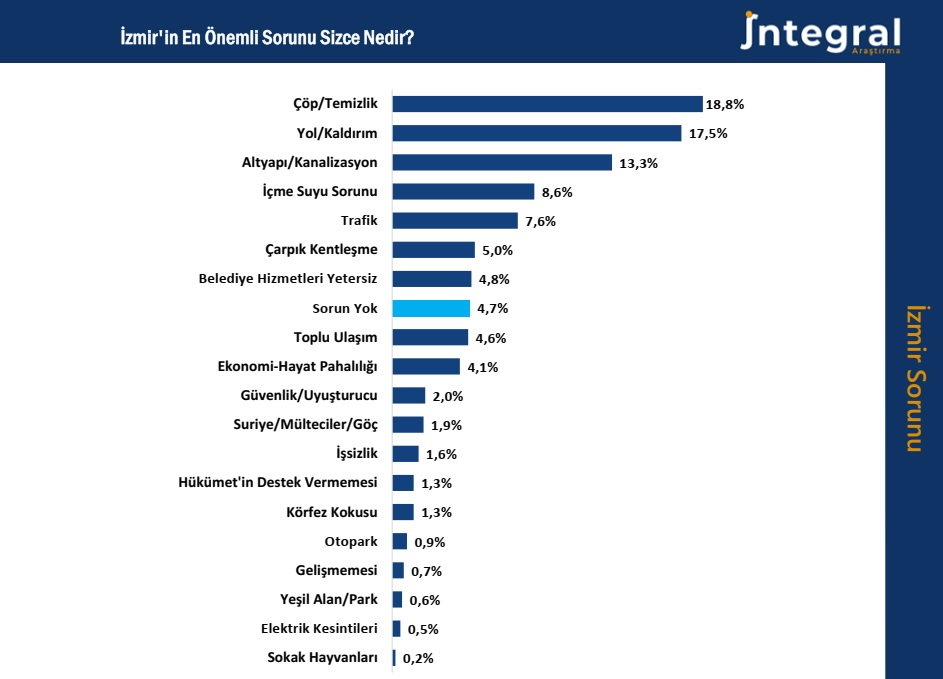 İzmir'in En Önemli Sorunu Sizce Nedir?
integral
Araştırma
Çöp/Temizlik 18,8%
Yol/Kaldırım 17,5%
Altyapı/Kanalizasyon 13,3%
İçme Suyu Sorunu 8,6%
Trafik 7,6%
Çarpık Kentleşme 5,0%
Belediye Hizmetleri Yetersiz 4,8%
Sorun Yok 4,7%
Toplu Ulaşım 4,6%
Ekonomi-Hayat Pahalılığı 4,1%
Güvenlik/Uyuşturucu 2,0%
Suriye/Mülteciler/Göç 1,9%
İşsizlik 1,6%
Hükümet'in Destek Vermemesi 1,3%
Körfez Kokusu 1,3%
Otopark 0,9%
Gelişmemesi 0,7%
Yeşil Alan/Park 0,6%
Elektrik Kesintileri 0,5%
Sokak Hayvanları 0,2%
İzmir Sorunu